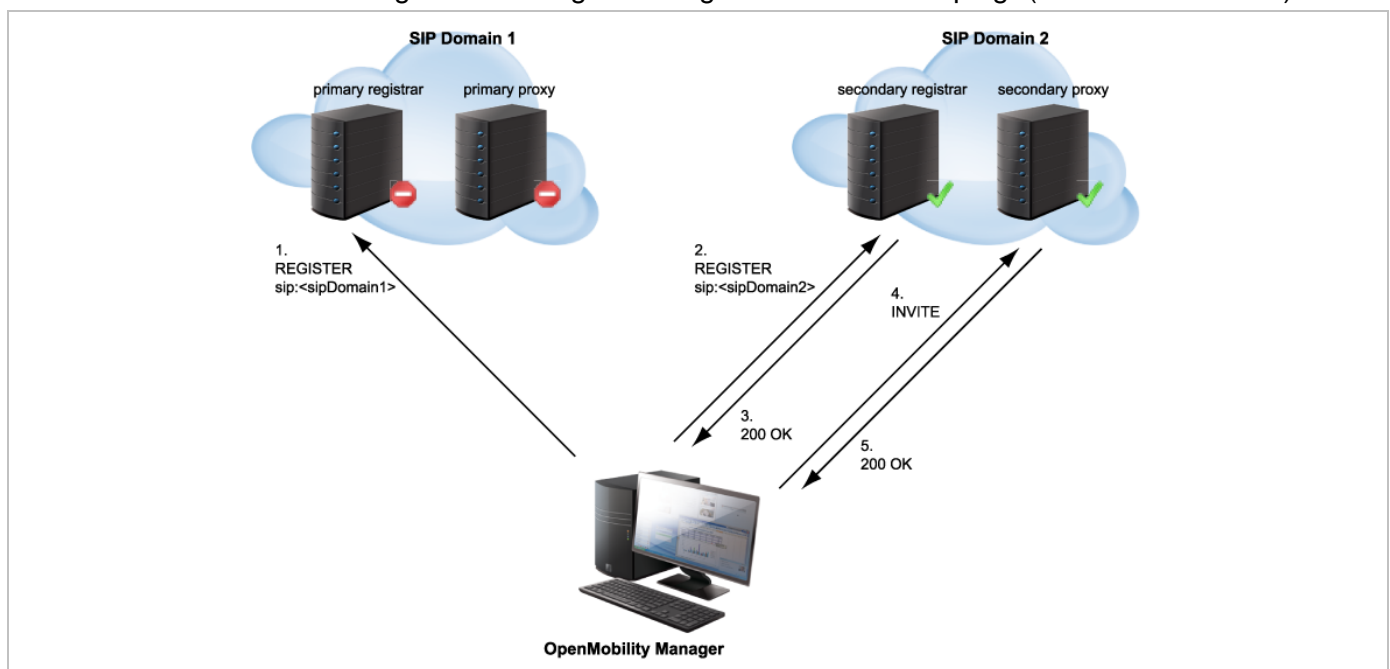 SIP Domain 1
SIP Domain 2
primary registrar
primary proxy
secondary registrar
secondary proxy
1.
REGISTER
sip:<sipDomain1>
2.
REGISTER
sip:<sipDomain2>
4.
INVITE
3.
200 OK
5.
200 OK
OpenMobility Manager